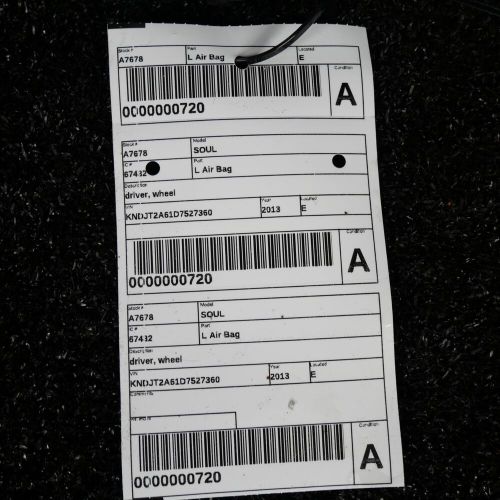 Stock # Part Located
A7678 L Air Bag E
Condition
A
0000000720
Stock # Model
A7678 SOUL
IC # Part
67432 L Air Bag
Description
driver, wheel
VIN Year Located
KNDJT2A61D7527360 2013 E
Condition
A
0000000720
Stock # Model
A7678 SOUL
IC # Part
67432 L Air Bag
Description
driver, wheel
VIN Year Located
KNDJT2A61D7527360 2013 E
Condition
A
0000000720